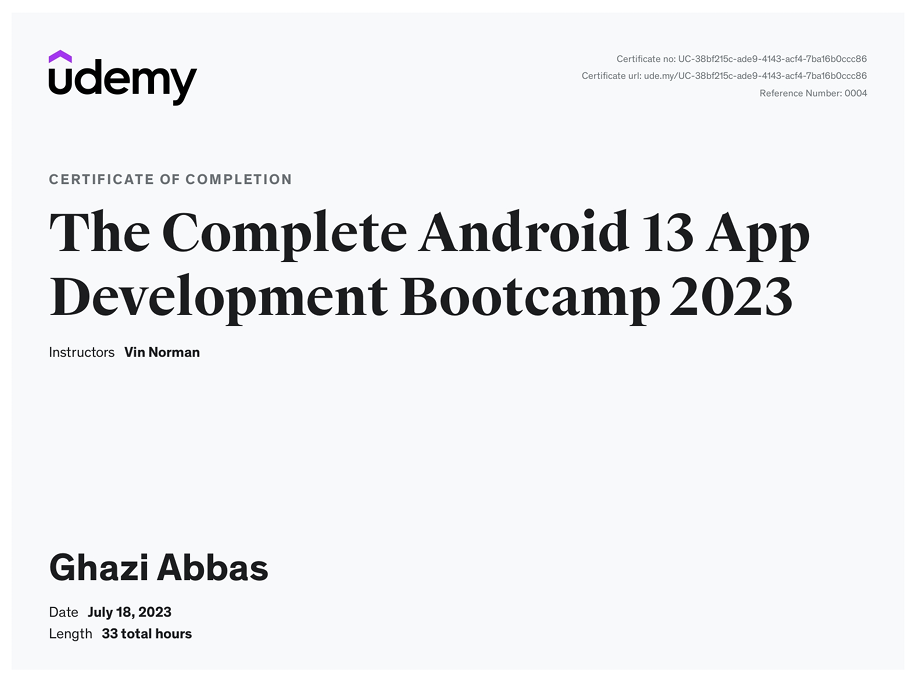 udemy
Certificate no: UC-38bf215c-ade9-4143-acf4-7ba16b0ccc86
Certificate url: ude.my/UC-38bf215c-ade9-4143-acf4-7ba16b0ccc86
Reference Number: 0004
CERTIFICATE OF COMPLETION
The Complete Android 13 App
Development Bootcamp 2023
Instructors Vin Norman
Ghazi Abbas
Date July 18, 2023
Length 33 total hours